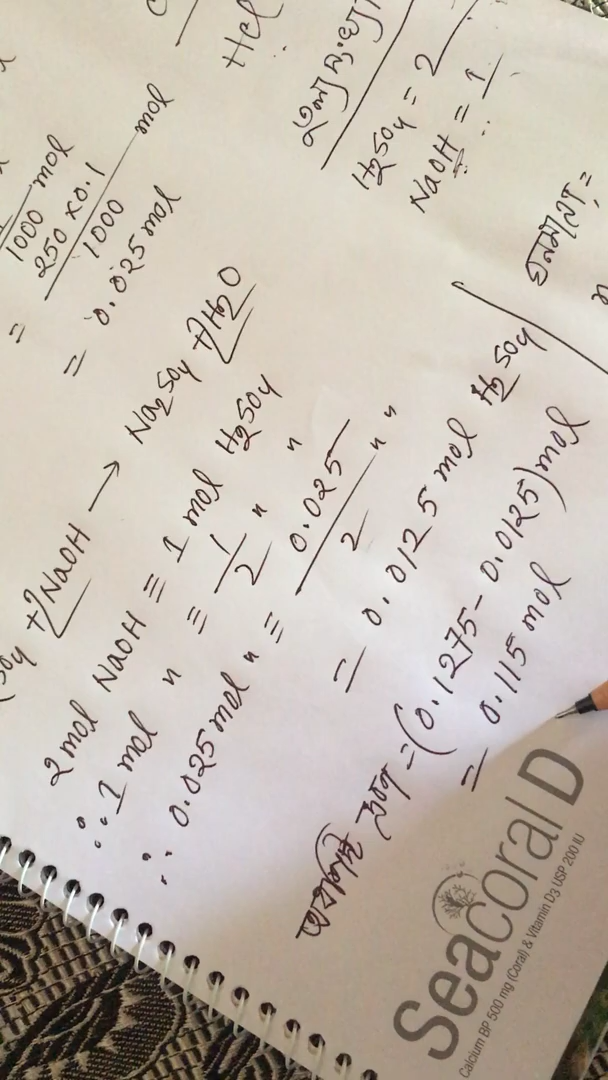 HCl
1000 mol
= 250 × 0.1 / 1000 mol
= 0.025 mol
H2SO4 = 2
NaOH = 1
SO4 + 2NaOH → Na2SO4 + 2H2O
2 mol NaOH ≡ 1 mol H2SO4
∴ 1 mol " ≡ 1/2 " "
∴ 0.025 mol " ≡ 0.025/2 " "
= 0.0125 mol H2SO4
অবশিষ্ট = (0.1275 - 0.0125) mol
= 0.115 mol
Seacoral D
Calcium BP 500 mg (Coral) & Vitamin D3 USP 200 IU